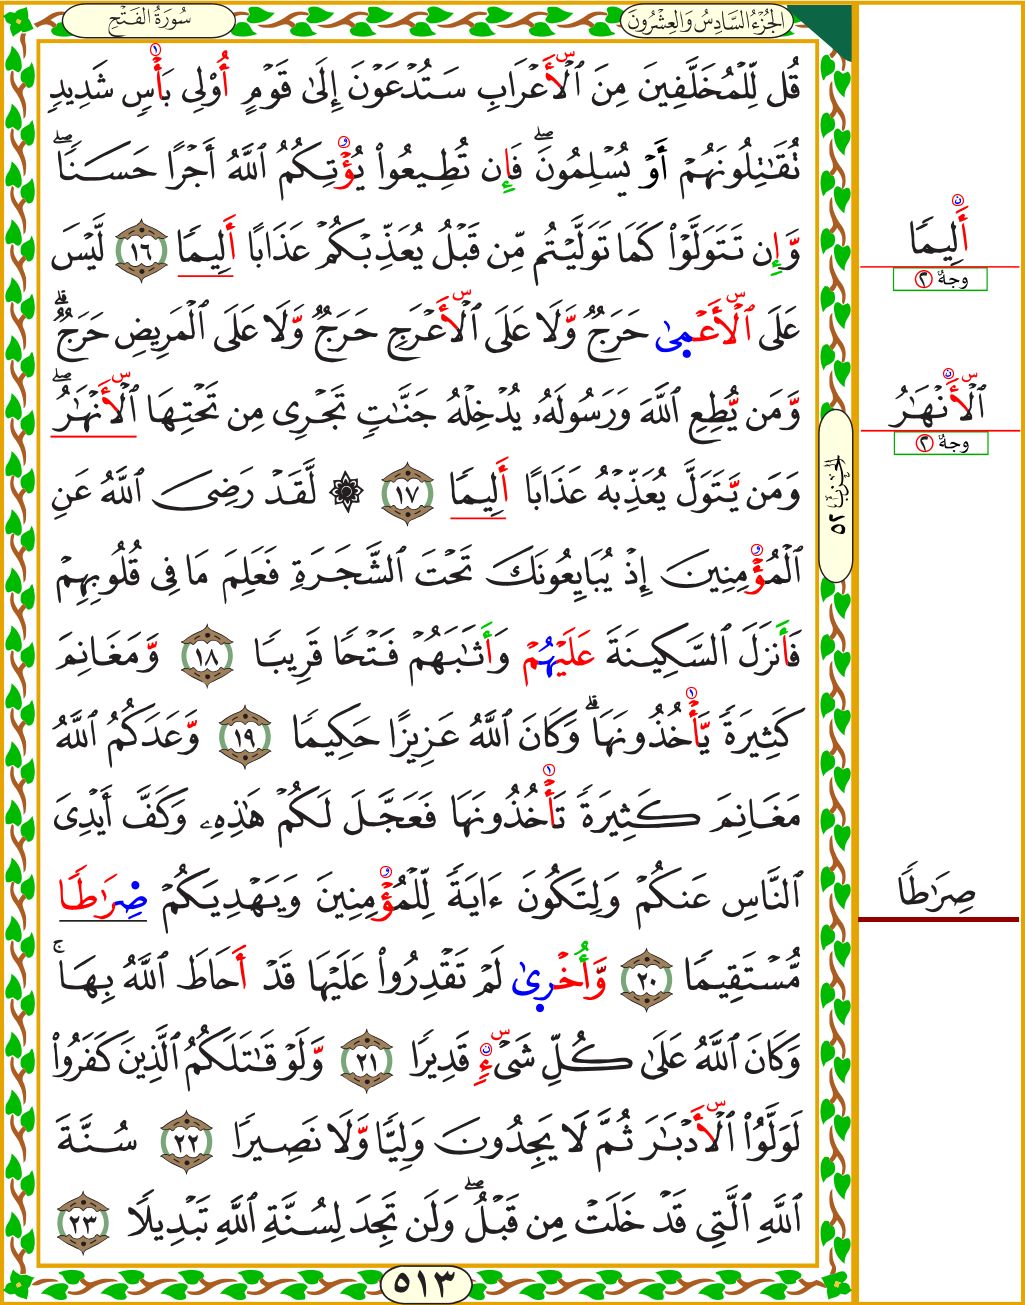 الجُزْءُ السَّادِسُ وَالعِشْرُونَ
سُورَةُ الفَتْحِ
قُل لِّلْمُخَلَّفِينَ مِنَ ٱلْأَعْرَابِ سَتُدْعَوْنَ إِلَىٰ قَوْمٍ أُوْلِى بَأْسٍ شَدِيدٍ
تُقَـٰتِلُونَهُمْ أَوْ يُسْلِمُونَ ۖ فَإِن تُطِيعُوا۟ يُؤْتِكُمُ ٱللَّهُ أَجْرًا حَسَنًا ۖ
وَّإِن تَتَوَلَّوْا۟ كَمَا تَوَلَّيْتُم مِّن قَبْلُ يُعَذِّبْكُمْ عَذَابًا أَلِيمًا ١٦ لَّيْسَ
عَلَى ٱلْأَعْمِىٰ حَرَجٌ وَّلَا عَلَى ٱلْأَعْرَجِ حَرَجٌ وَّلَا عَلَى ٱلْمَرِيضِ حَرَجٌ ۗ
وَّمَن يُّطِعِ ٱللَّهَ وَرَسُولَهُۥ يُدْخِلْهُ جَنَّـٰتٍ تَجْرِى مِن تَحْتِهَا ٱلْأَنْهَـٰرُ ۖ
وَمَن يَّتَوَلَّ يُعَذِّبْهُ عَذَابًا أَلِيمًا ١٧ ۞ لَّقَدْ رَضِىَ ٱللَّهُ عَنِ
ٱلْمُؤْمِنِينَ إِذْ يُبَايِعُونَكَ تَحْتَ ٱلشَّجَرَةِ فَعَلِمَ مَا فِى قُلُوبِهِمْ
فَأَنزَلَ ٱلسَّكِينَةَ عَلَيْهُمْ وَأَثَـٰبَهُمْ فَتْحًا قَرِيبًا ١٨ وَّمَغَانِمَ
كَثِيرَةً يَّأْخُذُونَهَا ۗ وَكَانَ ٱللَّهُ عَزِيزًا حَكِيمًا ١٩ وَّعَدَكُمُ ٱللَّهُ
مَغَانِمَ كَثِيرَةً تَأْخُذُونَهَا فَعَجَّلَ لَكُمْ هَـٰذِهِۦ وَكَفَّ أَيْدِىَ
ٱلنَّاسِ عَنكُمْ وَلِتَكُونَ ءَايَةً لِّلْمُؤْمِنِينَ وَيَهْدِيَكُمْ صِرَٰطًا
مُّسْتَقِيمًا ٢٠ وَّأُخْرِىٰ لَمْ تَقْدِرُوا۟ عَلَيْهَا قَدْ أَحَاطَ ٱللَّهُ بِهَا ۚ
وَكَانَ ٱللَّهُ عَلَىٰ كُلِّ شَىْءٍ قَدِيرًا ٢١ وَّلَوْ قَـٰتَلَكُمُ ٱلَّذِينَ كَفَرُوا۟
لَوَلَّوُا۟ ٱلْأَدْبَـٰرَ ثُمَّ لَا يَجِدُونَ وَلِيًّا وَّلَا نَصِيرًا ٢٢ سُنَّةَ
ٱللَّهِ ٱلَّتِى قَدْ خَلَتْ مِن قَبْلُ ۖ وَلَن تَجِدَ لِسُنَّةِ ٱللَّهِ تَبْدِيلًا ٢٣
٥١٣
أَلِيمًا
وجهٌ ٢
ٱلْأَنْهَـٰرُ
وجهٌ ٢
الحزب ٥٢
صِرَٰطًا